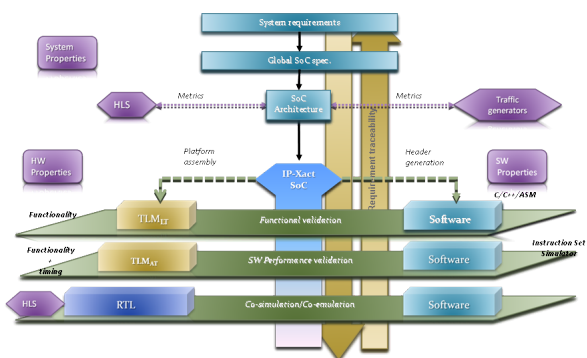 System requirements
System
Properties
Global SoC spec.
Metrics
Metrics
HLS
SoC
Architecture
Traffic
generators
Requirement traceability
Platform
assembly
Header
generation
HW
Properties
IP-Xact
SoC
SW
Properties
C/C++/ASM
Functionality
TLM LT
Functional validation
Software
Functionality
+
timing
TLM AT
SW Performance validation
Software
Instruction Set
Simulator
HLS
RTL
Co-simulation/Co-emulation
Software